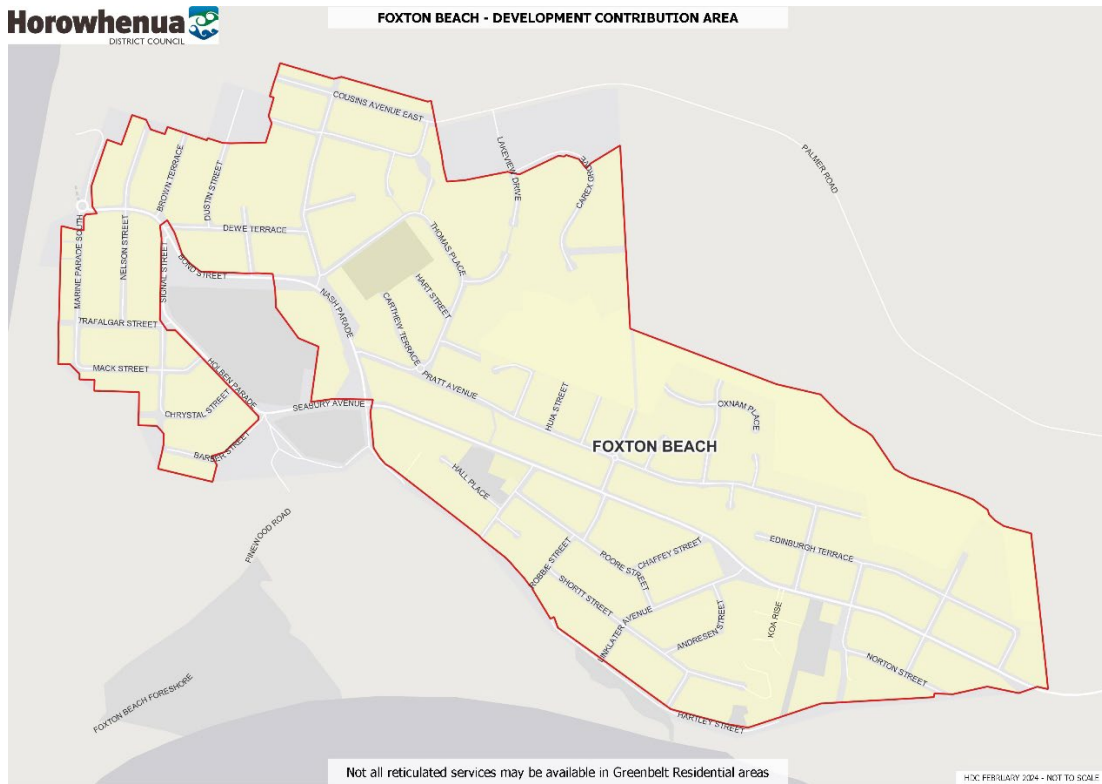 Horowhenua
DISTRICT COUNCIL
FOXTON BEACH - DEVELOPMENT CONTRIBUTION AREA
COUSINS AVENUE EAST
LAKEVIEW DRIVE
CAREX DRIVE
PALMER ROAD
BROWN TERRACE
DUSTIN STREET
DEWE TERRACE
MARINE PARADE SOUTH
NELSON STREET
SIGNAL STREET
BOND STREET
THOMAS PLACE
HART STREET
NASH PARADE
CARTHEW TERRACE
TRAFALGAR STREET
MACK STREET
HOLBEN PARADE
CHRYSTAL STREET
PRATT AVENUE
SEABURY AVENUE
HUIA STREET
OXNAM PLACE
FOXTON BEACH
BARBER STREET
HALL PLACE
PINEWOOD ROAD
EDINBURGH TERRACE
ROBBIE STREET
POORE STREET
CHAFFEY STREET
SHORTT STREET
LINKLATER AVENUE
ANDRESEN STREET
KOA RISE
NORTON STREET
FOXTON BEACH FORESHORE
HARTLEY STREET
Not all reticulated services may be available in Greenbelt Residential areas
HDC FEBRUARY 2024 - NOT TO SCALE